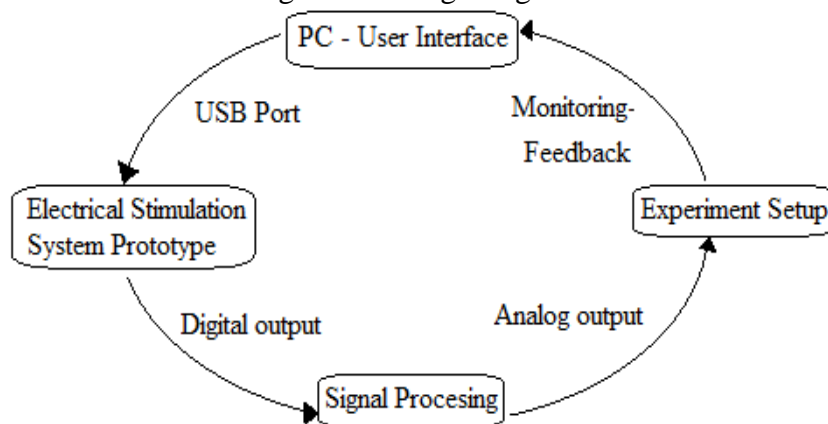 PC - User Interface
USB Port
Monitoring-
Feedback
Electrical Stimulation
System Prototype
Experiment Setup
Digital output
Analog output
Signal Procesing